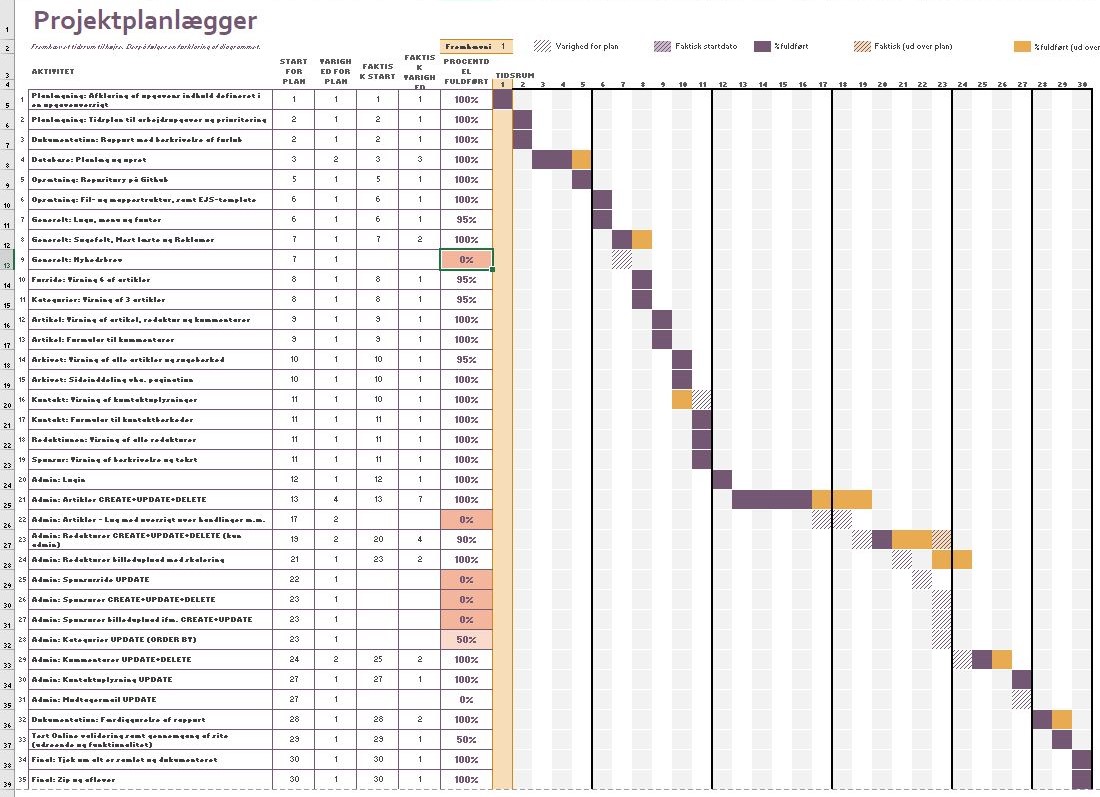 Projektplanlægger
Fremhævet tidsrum til højre. Derpå følger en forklaring af diagrammet.
Fremhævni 1
Varighed for plan
Faktisk startdato
%fuldført
Faktisk (ud over plan)
%fuldført (ud over
AKTIVITET
START FOR PLAN
VARIGH ED FOR PLAN
FAKTIS K START
FAKTIS K VARIGH ED
PROCENTD EL FULDFØRT
TIDSRUM
1 2 3 4 5 6 7 8 9 10 11 12 13 14 15 16 17 18 19 20 21 22 23 24 25 26 27 28 29 30
1 Planlægning: Afklaring af opgavens indhold defineret i en opgaveoversigt 1 1 1 1 100%
2 Planlægning: Tidsplan til arbejdsopgaver og prioritering 2 1 2 1 100%
3 Dokumentation: Rapport med beskrivelse af forløb 2 1 2 1 100%
4 Database: Planlæg og opret 3 2 3 3 100%
5 Opsætning: Repository på Github 5 1 5 1 100%
6 Opsætning: Fil- og mappestruktur, samt EJS-template 6 1 6 1 100%
7 Generelt: Logo, menu og footer 6 1 6 1 95%
8 Generelt: Søgefelt, Mest læste og Reklamer 7 1 7 2 100%
9 Generelt: Nyhedsbrev 7 1 0%
10 Forside: Visning 6 af artikler 8 1 8 1 95%
11 Kategorier: Visning af 3 artikler 8 1 8 1 95%
12 Artikel: Visning af artikel, redaktør og kommentarer 9 1 9 1 100%
13 Artikel: Formular til kommentarer 9 1 9 1 100%
14 Arkivet: Visning af alle artikler og søgebesked 10 1 10 1 95%
15 Arkivet: Sideinddeling vha. pagination 10 1 10 1 100%
16 Kontakt: Visning af kontaktoplysninger 11 1 10 1 100%
17 Kontakt: Formular til kontaktbeskeder 11 1 11 1 100%
18 Redaktionen: Visning af alle redaktører 11 1 11 1 100%
19 Sponsor: Visning af beskrivelse og tekst 11 1 11 1 100%
20 Admin: Login 12 1 12 1 100%
21 Admin: Artikler CREATE+UPDATE+DELETE 13 4 13 7 100%
22 Admin: Artikler - Log med oversigt over handlinger m.m. 17 2 0%
23 Admin: Redaktører CREATE+UPDATE+DELETE (kun admin) 19 2 20 4 90%
24 Admin: Redaktører billedupload med skalering 21 1 23 2 100%
25 Admin: Sponsorside UPDATE 22 1 0%
26 Admin: Sponsorer CREATE+UPDATE+DELETE 23 1 0%
27 Admin: Sponsorer billedupload ifm. CREATE+UPDATE 23 1 0%
28 Admin: Kategorier UPDATE (ORDER BY) 23 1 50%
29 Admin: Kommentarer UPDATE+DELETE 24 2 25 2 100%
30 Admin: Kontaktoplysning UPDATE 27 1 27 1 100%
31 Admin: Modtagermail UPDATE 27 1 0%
32 Dokumentation: Færdiggørelse af rapport 28 1 28 2 100%
33 Test Online validering samt gennemgang af site (udseende og funktionalitet) 29 1 29 1 50%
34 Final: Tjek om alt er samlet og dokumenteret 30 1 30 1 100%
35 Final: Zip og aflever 30 1 30 1 100%